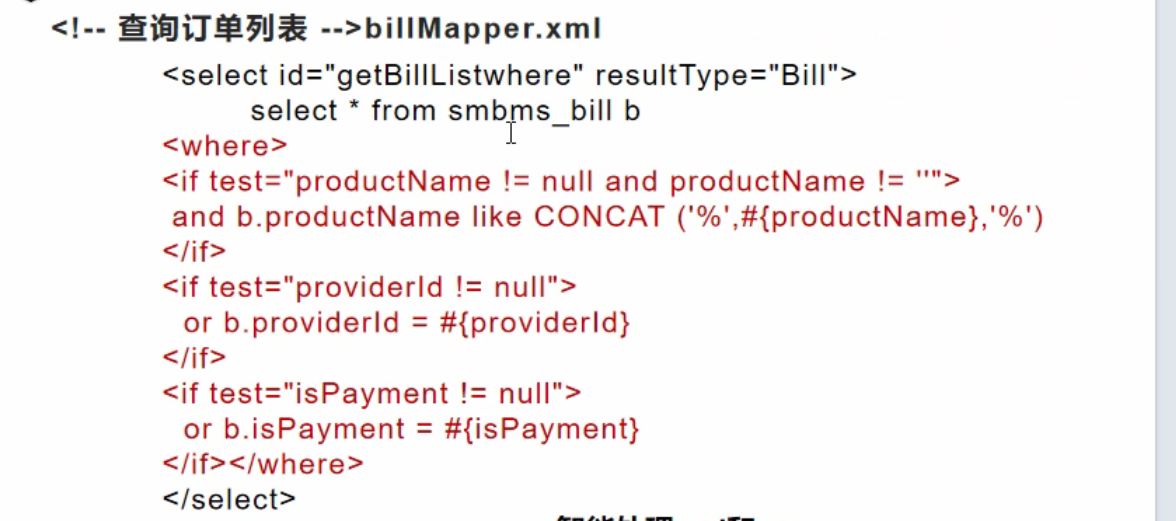 <!-- 查询订单列表 -->billMapper.xml
<select id="getBillListwhere" resultType="Bill">
select * from smbms_bill b
<where>
<if test="productName != null and productName != ''">
and b.productName like CONCAT ('%',#{productName},'%')
</if>
<if test="providerId != null">
or b.providerId = #{providerId}
</if>
<if test="isPayment != null">
or b.isPayment = #{isPayment}
</if></where>
</select>